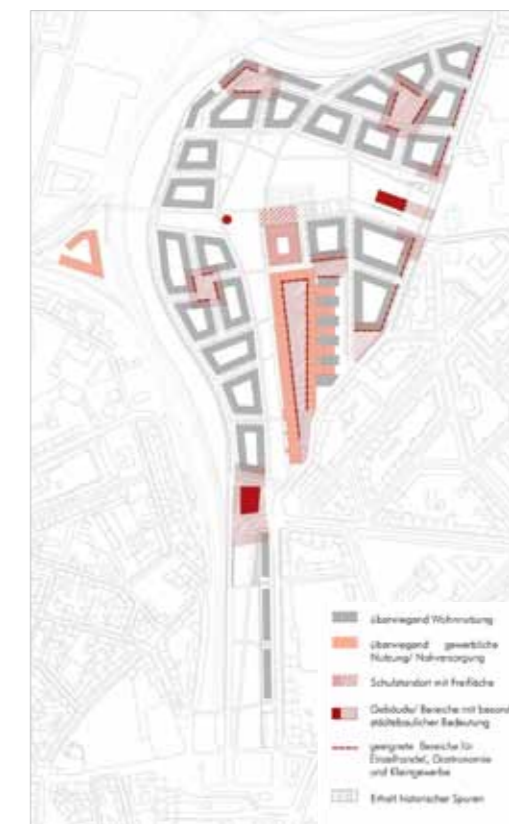 überwiegend Wohnnutzung
überwiegend gewerbliche
Nutzung/ Nahversorgung
Schulstandort mit Freifläche
Gebäude/ Bereiche mit besond
städtebaulicher Bedeutung
geeignete Bereiche für
Einzelhandel, Gastronomie
und Kleingewerbe
Erhalt historischer Spuren